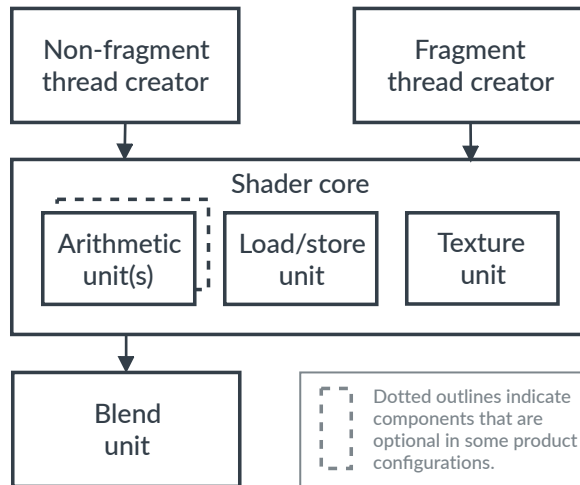 Non-fragment
thread creator
Fragment
thread creator
Shader core
Arithmetic
unit(s)
Load/store
unit
Texture
unit
Blend
unit
Dotted outlines indicate
components that are
optional in some product
configurations.